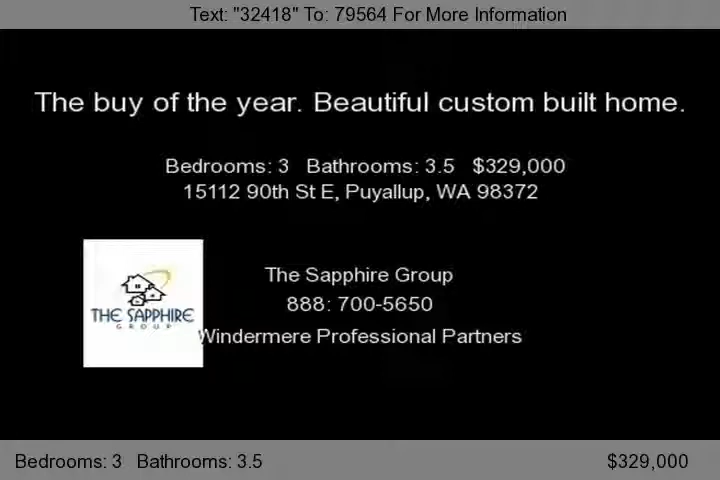 Text: "32418" To: 79564 For More Information
The buy of the year. Beautiful custom built home.
Bedrooms: 3 Bathrooms: 3.5 $329,000
15112 90th St E, Puyallup, WA 98372
THE SAPPHIRE
GROUP
The Sapphire Group
888: 700-5650
Windermere Professional Partners
Bedrooms: 3 Bathrooms: 3.5 $329,000